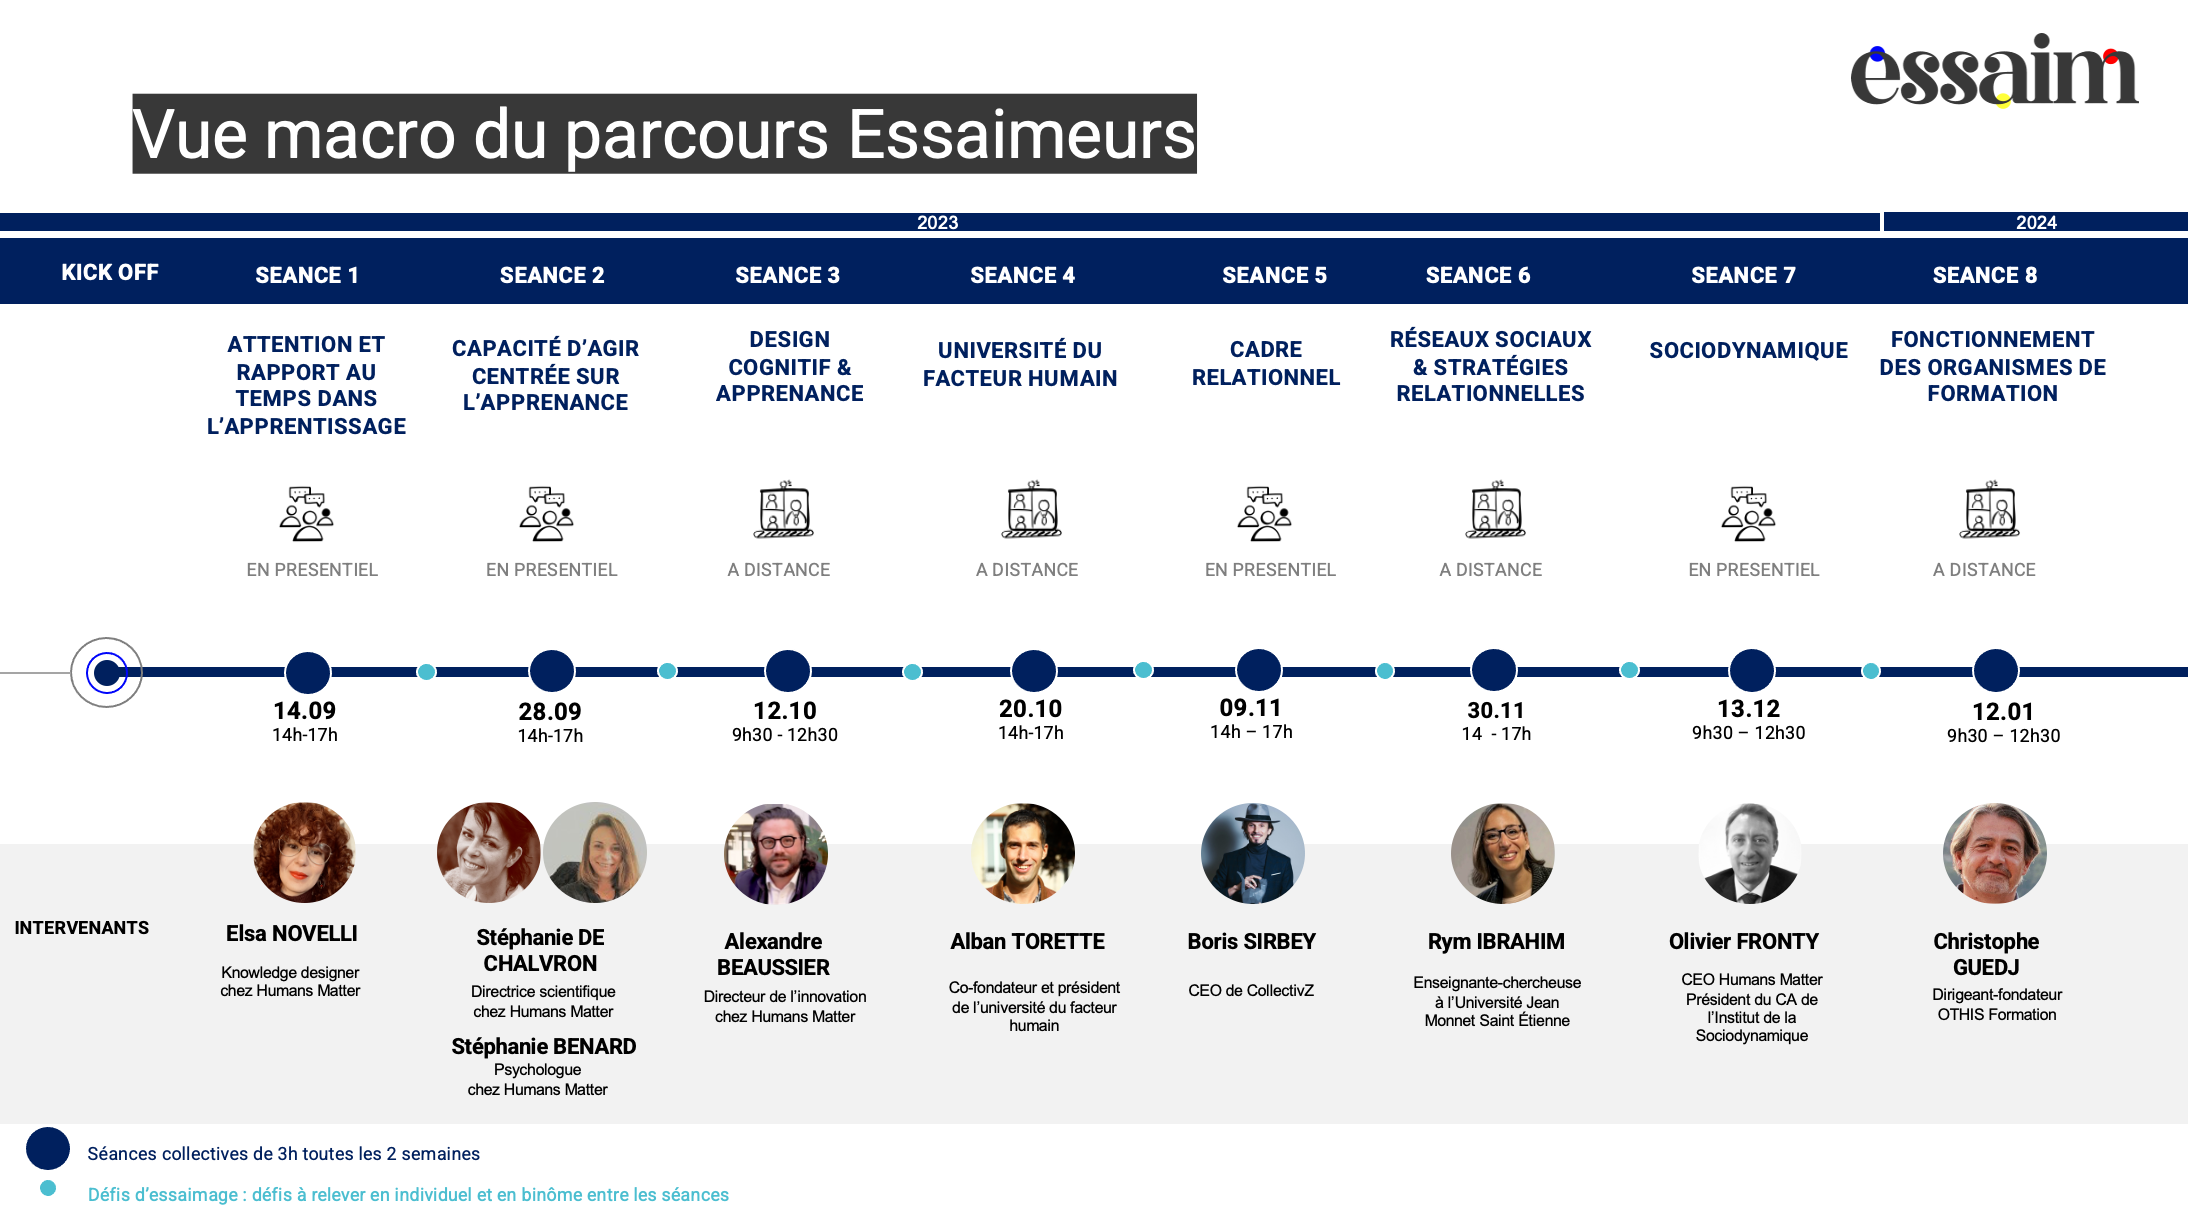 essaim
Vue macro du parcours Essaimeurs
2023
2024
KICK OFF
SEANCE 1
SEANCE 2
SEANCE 3
SEANCE 4
SEANCE 5
SEANCE 6
SEANCE 7
SEANCE 8
ATTENTION ET
RAPPORT AU
TEMPS DANS
L’APPRENTISSAGE
CAPACITÉ D’AGIR
CENTRÉE SUR
L’APPRENANCE
DESIGN
COGNITIF &
APPRENANCE
UNIVERSITÉ DU
FACTEUR HUMAIN
CADRE
RELATIONNEL
RÉSEAUX SOCIAUX
& STRATÉGIES
RELATIONNELLES
SOCIODYNAMIQUE
FONCTIONNEMENT
DES ORGANISMES DE
FORMATION
EN PRESENTIEL
EN PRESENTIEL
A DISTANCE
A DISTANCE
EN PRESENTIEL
A DISTANCE
EN PRESENTIEL
A DISTANCE
14.09
14h-17h
28.09
14h-17h
12.10
9h30 - 12h30
20.10
14h-17h
09.11
14h – 17h
30.11
14 - 17h
13.12
9h30 – 12h30
12.01
9h30 – 12h30
INTERVENANTS
Elsa NOVELLI
Knowledge designer
chez Humans Matter
Stéphanie DE
CHALVRON
Directrice scientifique
chez Humans Matter
Stéphanie BENARD
Psychologue
chez Humans Matter
Alexandre
BEAUSSIER
Directeur de l’innovation
chez Humans Matter
Alban TORETTE
Co-fondateur et président
de l’université du facteur
humain
Boris SIRBEY
CEO de CollectivZ
Rym IBRAHIM
Enseignante-chercheuse
à l’Université Jean
Monnet Saint Étienne
Olivier FRONTY
CEO Humans Matter
Président du CA de
l’Institut de la
Sociodynamique
Christophe
GUEDJ
Dirigeant-fondateur
OTHIS Formation
Séances collectives de 3h toutes les 2 semaines
Défis d’essaimage : défis à relever en individuel et en binôme entre les séances